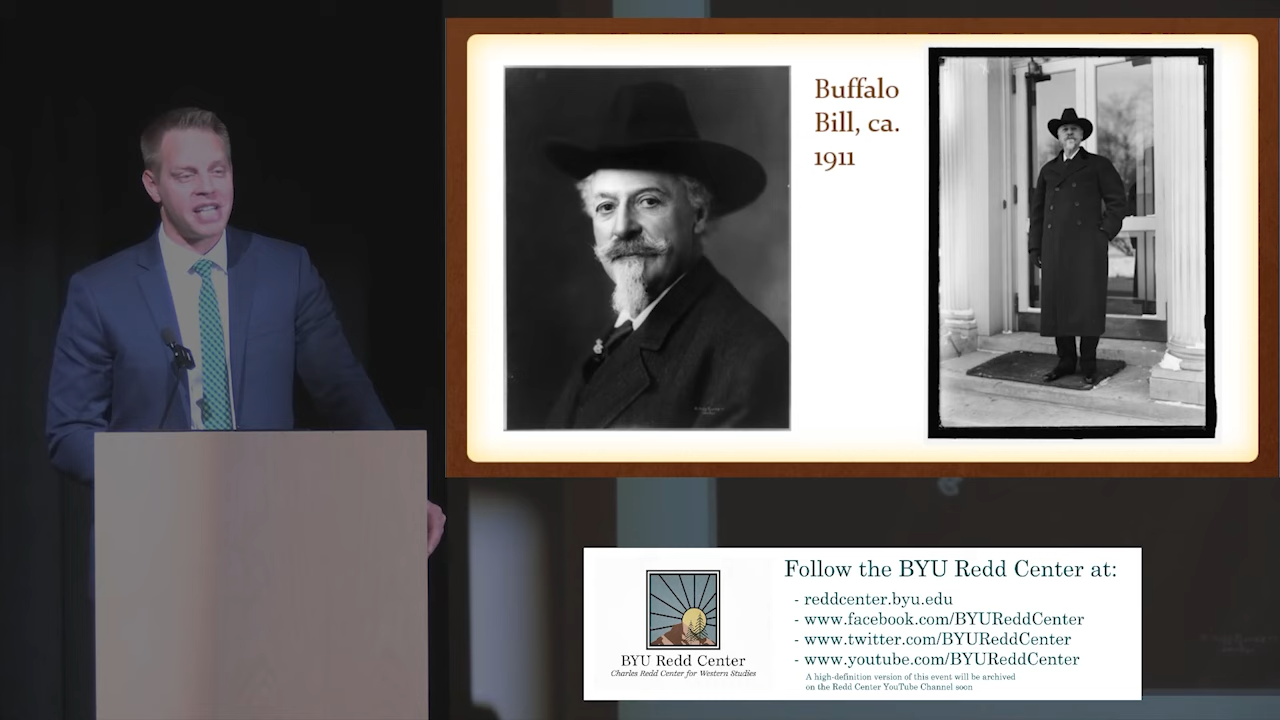 Buffalo
Bill, ca.
1911
Follow the BYU Redd Center at:
- reddcenter.byu.edu
- www.facebook.com/BYUReddCenter
- www.twitter.com/BYUReddCenter
- www.youtube.com/BYUReddCenter
A high-definition version of this event will be archived
on the Redd Center YouTube Channel soon
BYU Redd Center
Charles Redd Center for Western Studies